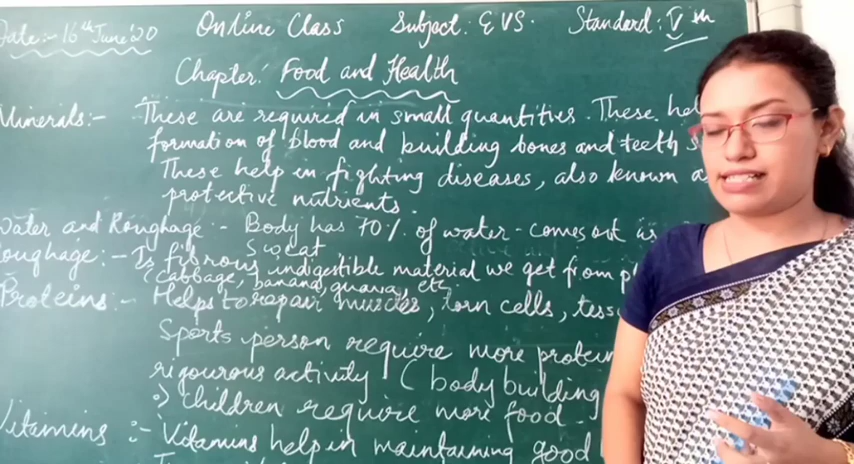 Date:- 16th June'20 Online Class Subject: EVS. Standard: Vth
Chapter: Food and Health
Minerals:- These are required in small quantities. These hel
formation of blood and building bones and teeth s
These help in fighting diseases, also known a
protective nutrients.
Water and Roughage:- Body has 70% of water - comes out as
sweat
Roughage:- Is fibrous indigestible material we get from pl
(cabbage, banana, guava, etc
Proteins:- Helps to repair muscles, torn cells, tiss
Sports person require more protein
rigourous activity (body building
:) children require more food.
Vitamins:- Vitamins help in maintaining good